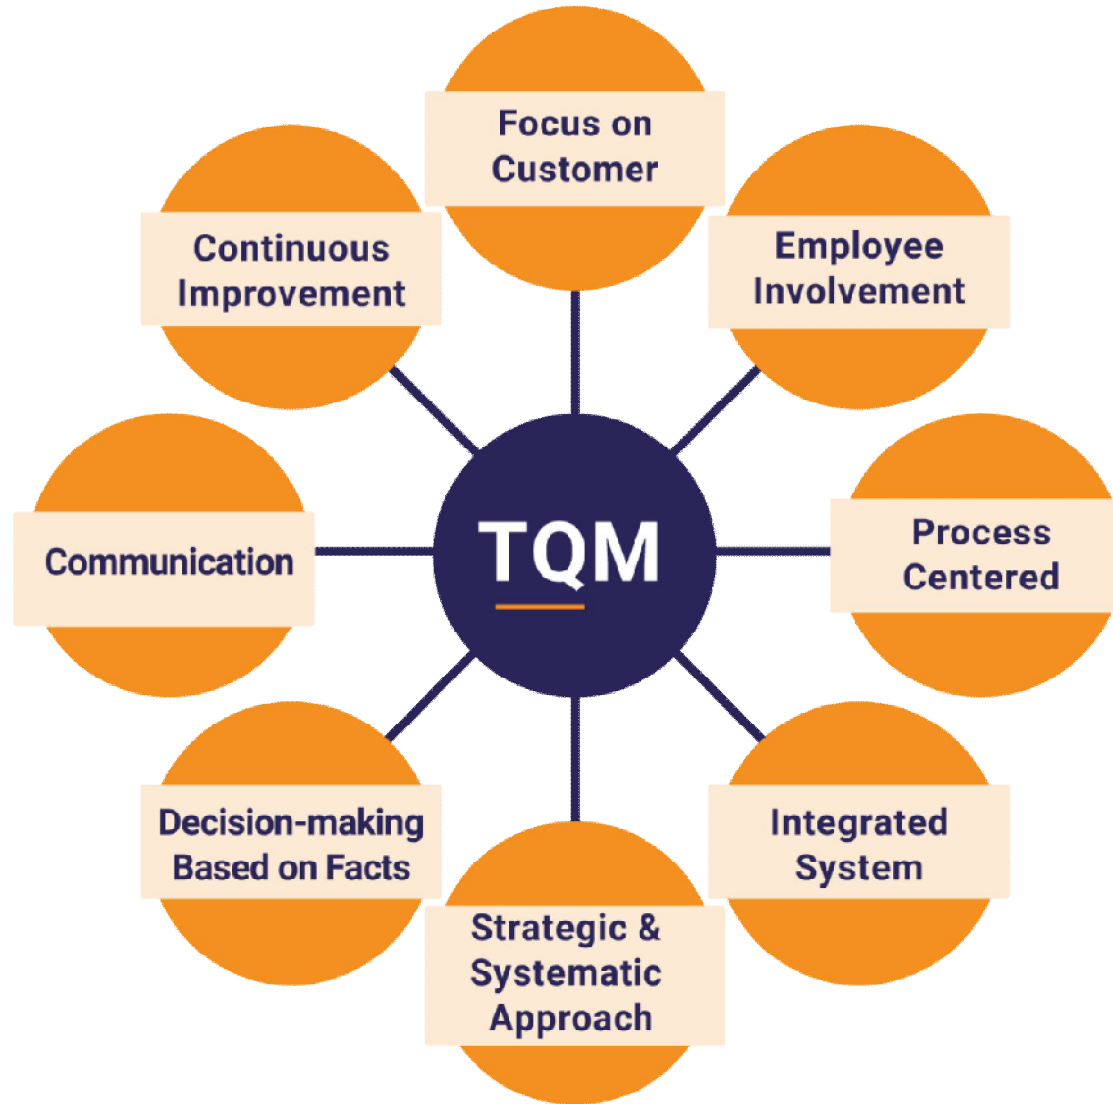 Focus on
Customer
Employee
Involvement
Process
Centered
Integrated
System
Strategic &
Systematic
Approach
Decision-making
Based on Facts
Communication
Continuous
Improvement
TQM